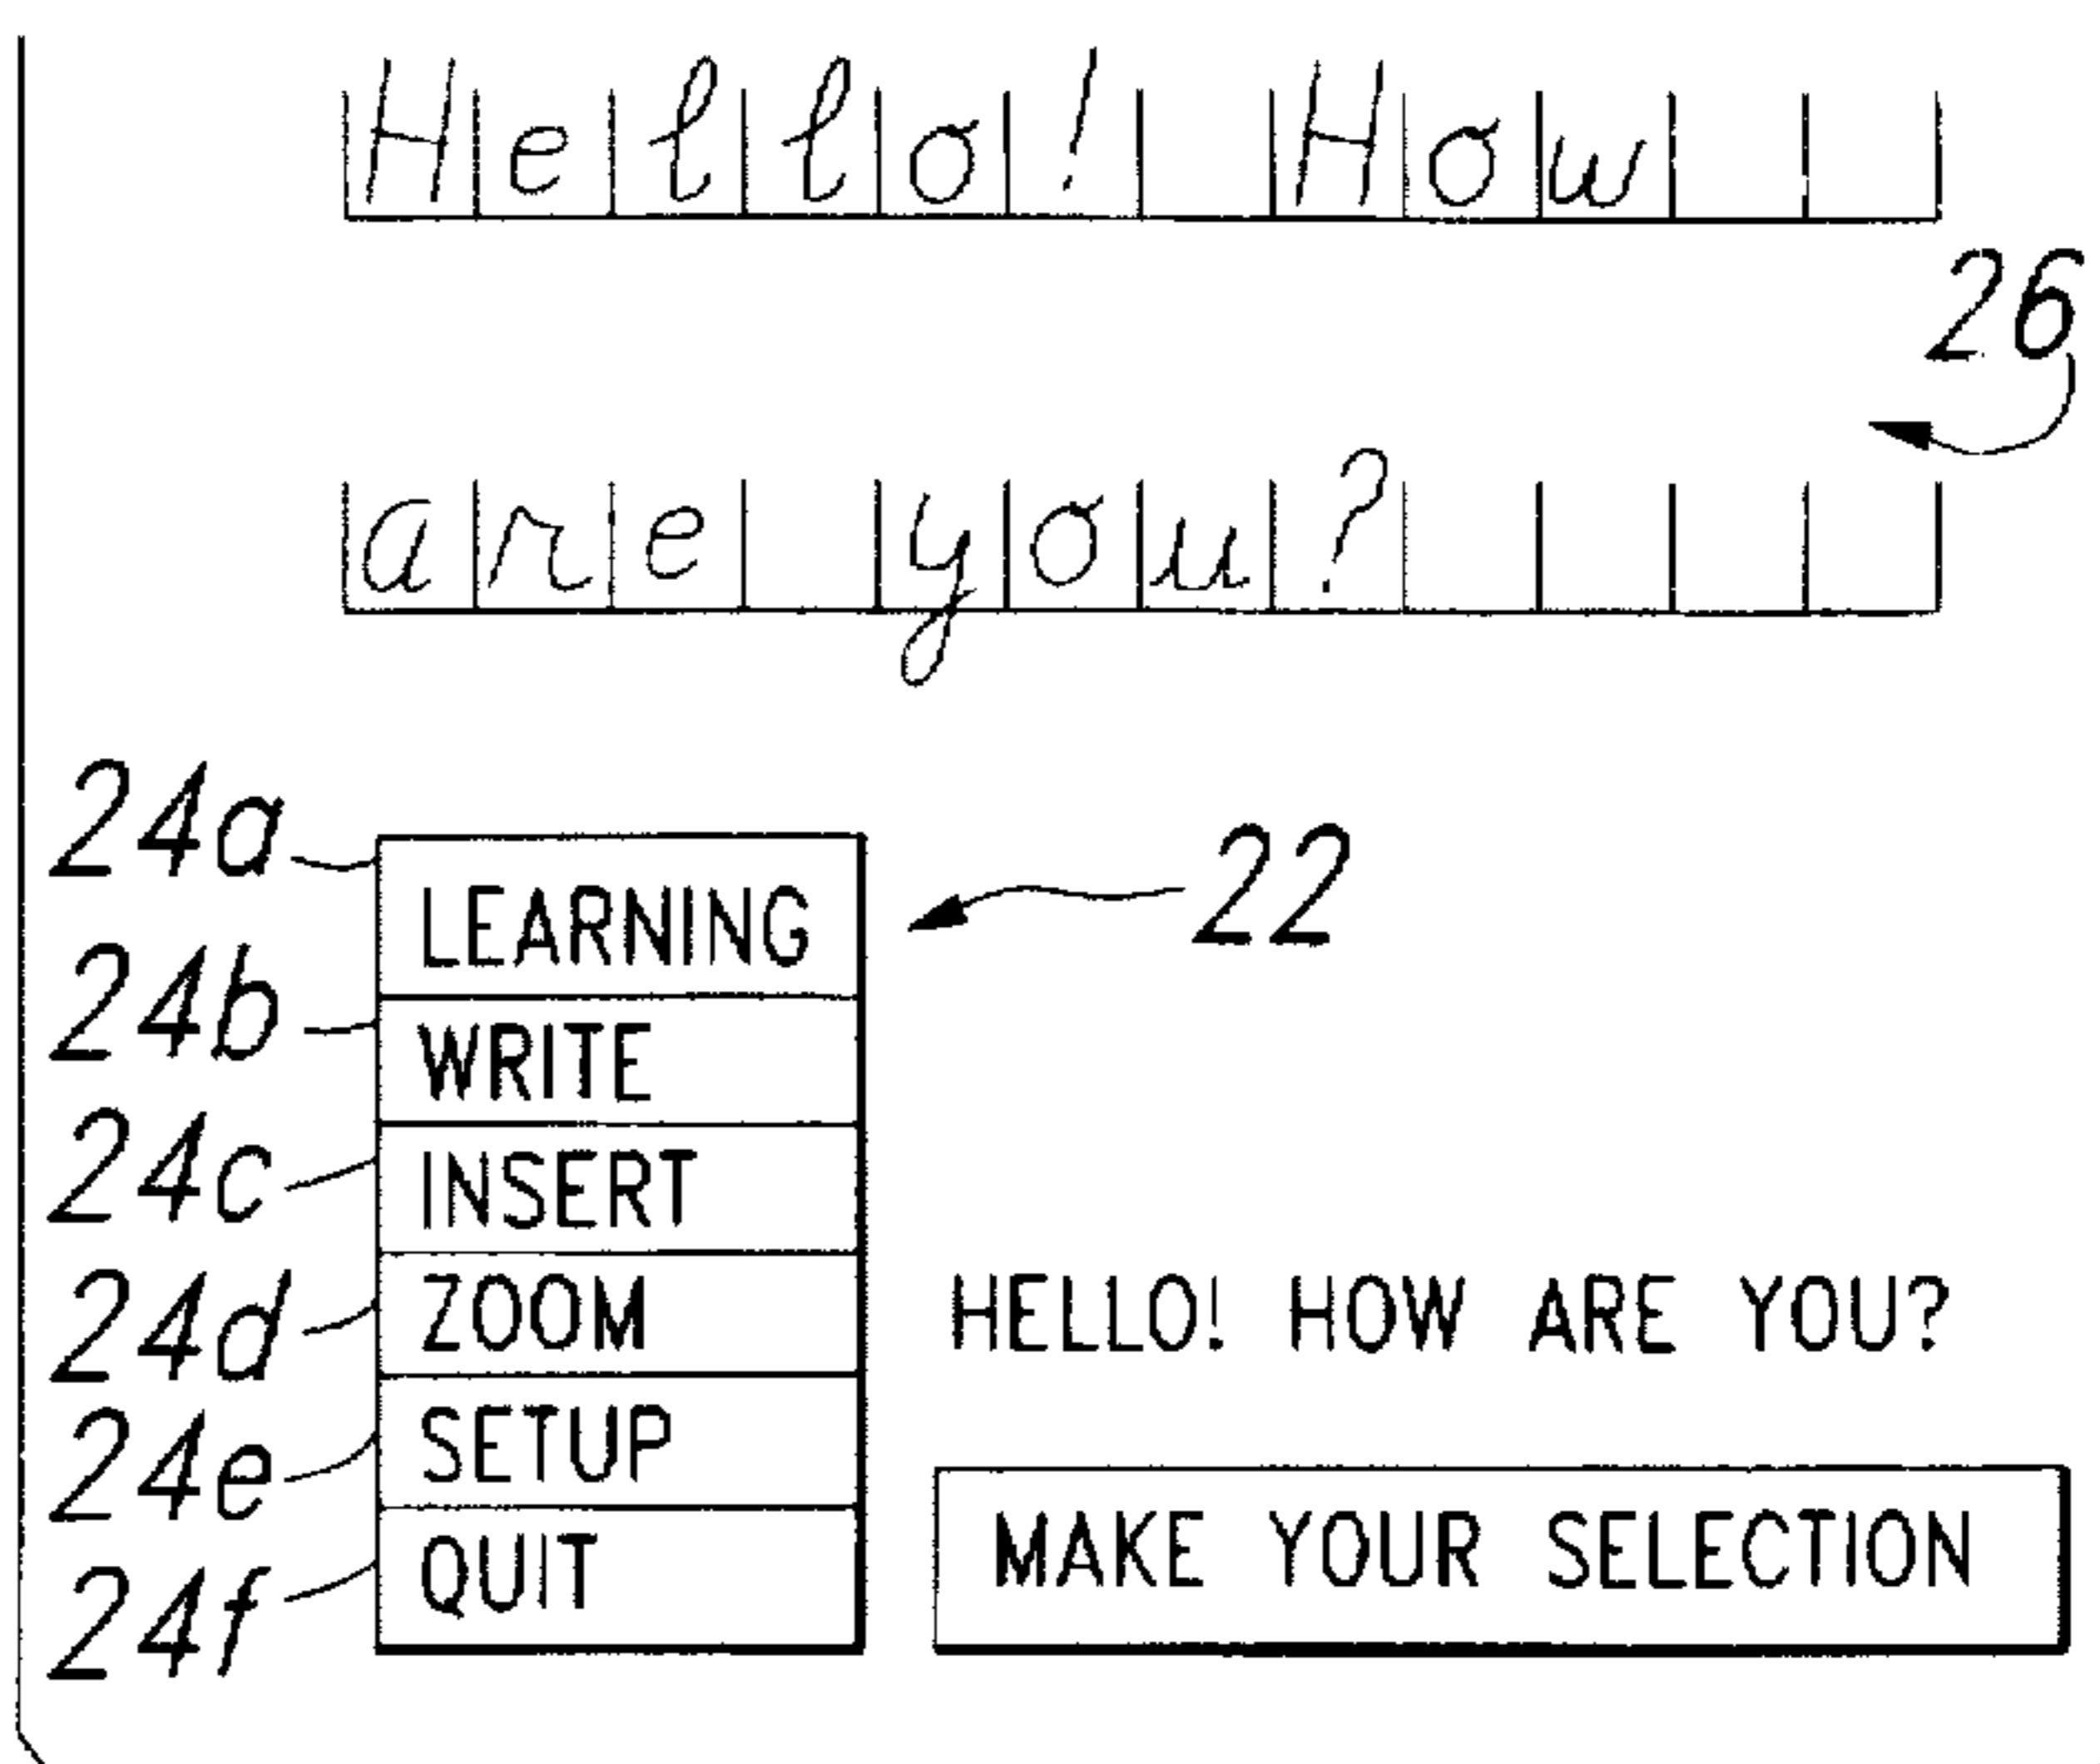 Hello! How
26
are you?
24a
LEARNING
22
24b
WRITE
24c
INSERT
24d
ZOOM
HELLO! HOW ARE YOU?
24e
SETUP
MAKE YOUR SELECTION
24f
QUIT